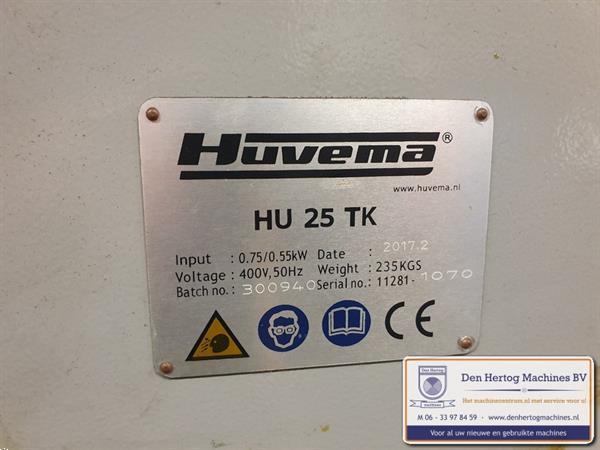 Huvema®
www.huvema.nl
HU 25 TK
Input : 0.75/0.55kW Date : 2017.2
Voltage : 400V,50Hz Weight : 235KGS
Batch no. : 300940 Serial no.: 11281-1070
CE
Den Hertog Machines BV
Het machinecentrum.nl met service voor u!
M 06 - 33 97 84 59 - www.denhertogmachines.nl
Voor al uw nieuwe en gebruikte machines